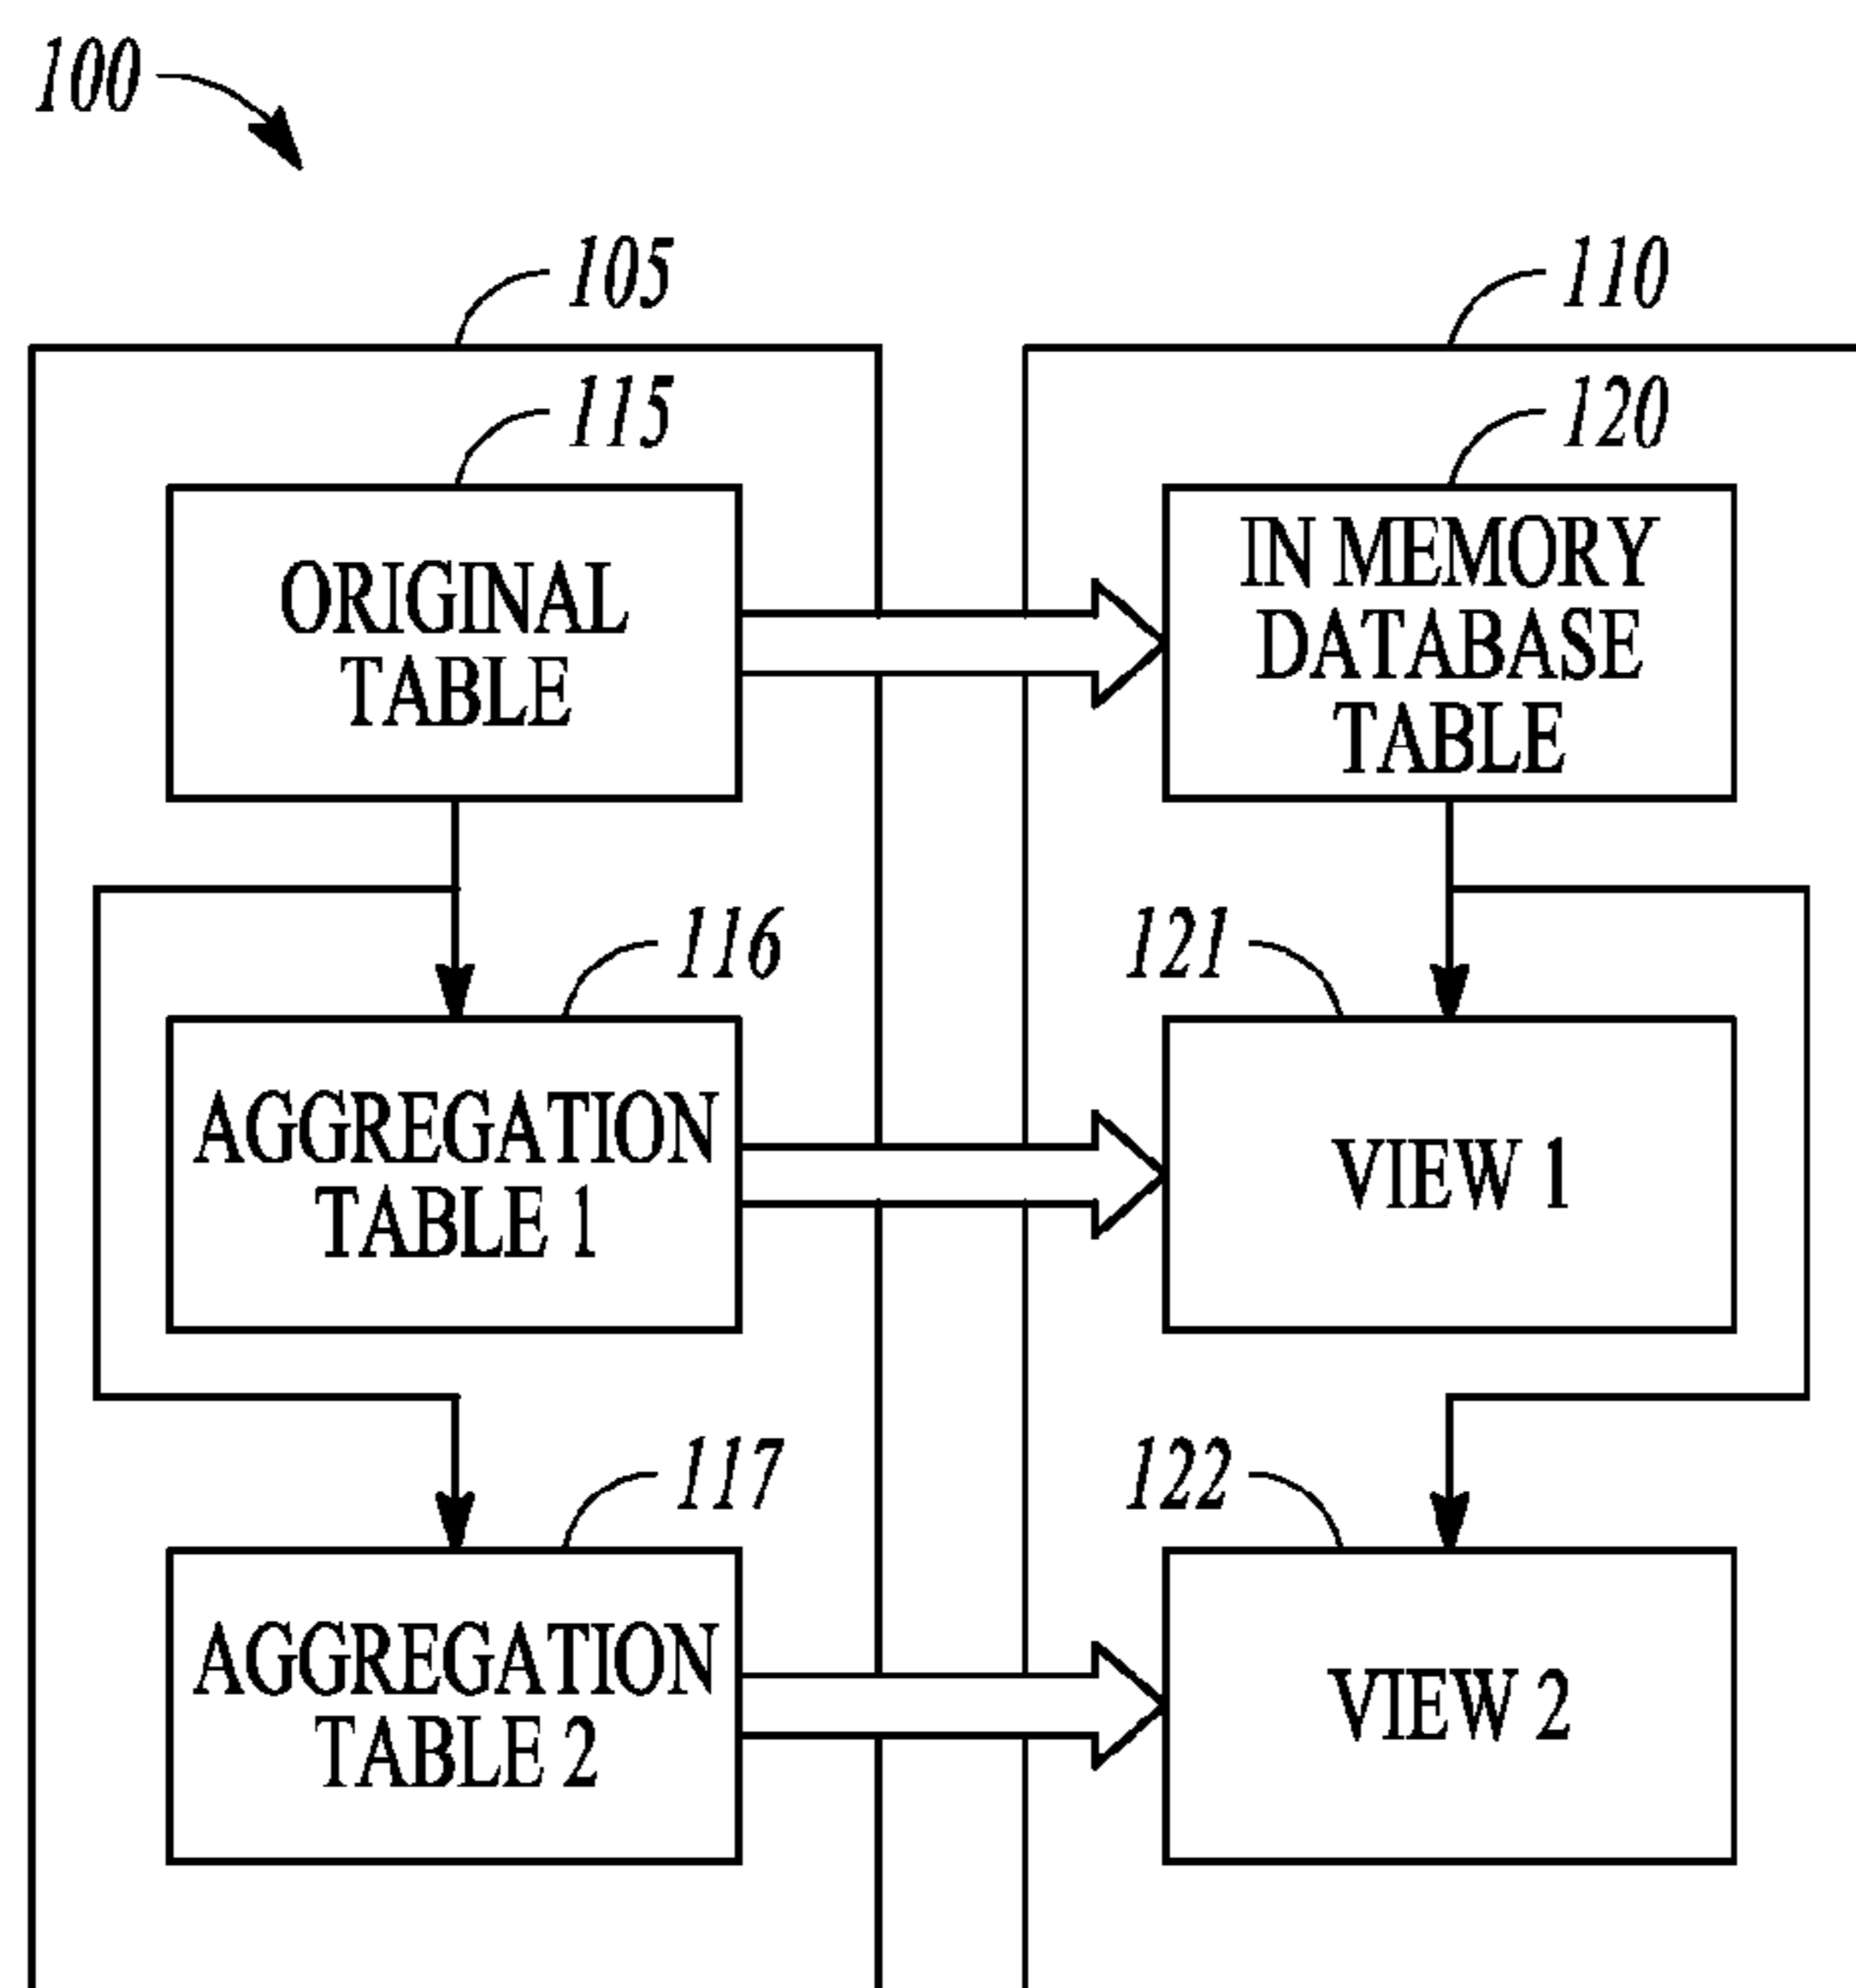 100
105
110
115
120
ORIGINAL
TABLE
IN MEMORY
DATABASE
TABLE
116
121
AGGREGATION
TABLE 1
VIEW 1
117
122
AGGREGATION
TABLE 2
VIEW 2